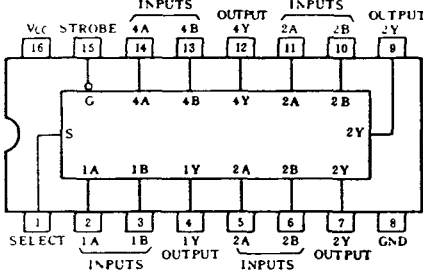 INPUTS INPUTS
VCC STROBE 4A 4B OUTPUT 4Y 2A 2B OUTPUT 2Y
16 15 14 13 12 11 10 9
G 4A 4B 4Y 2A 2B
S 2Y
1A 1B 1Y 2A 2B 2Y
1 2 3 4 5 6 7 8
SELECT 1A 1B 1Y 2A 2B 2Y GND
INPUTS OUTPUT INPUTS OUTPUT